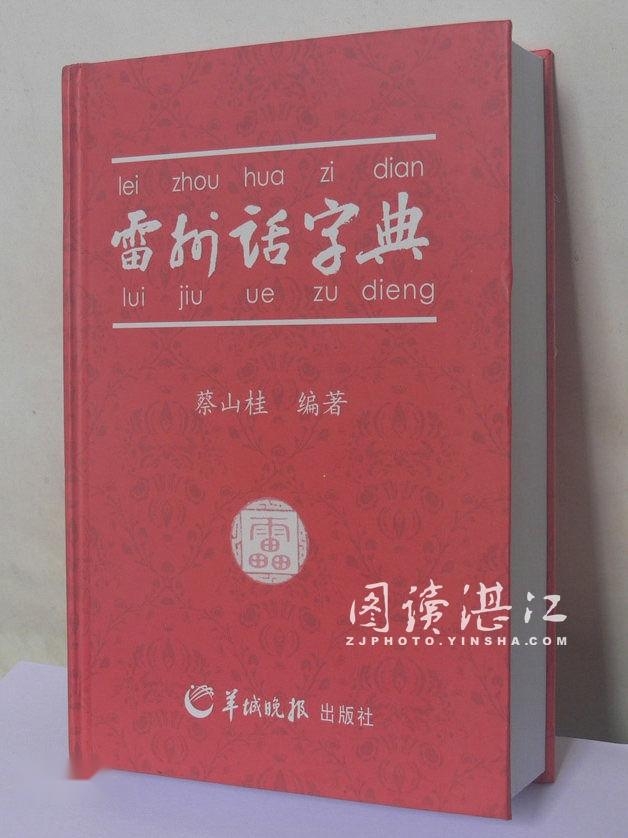 lei zhou hua zi dian
雷州话字典
lui jiu ue zu dieng
蔡山桂 编著
靁
图读湛江
ZJPHOTO.YINSHA.COM
羊城晚报 出版社